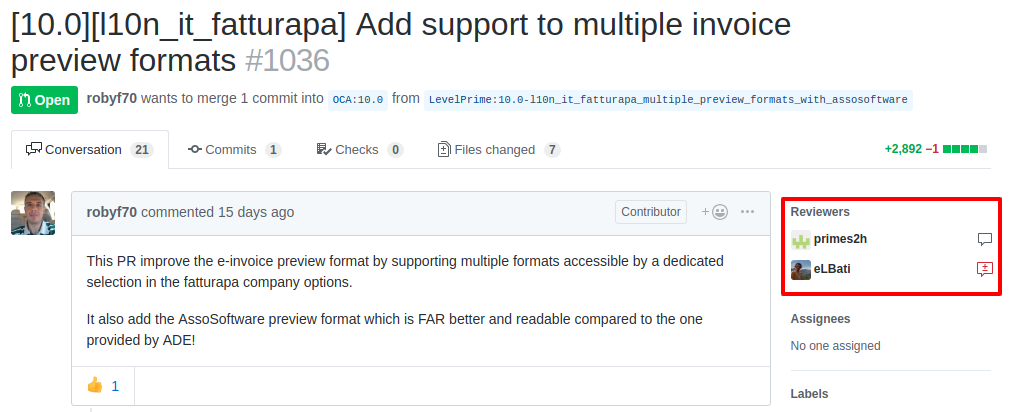 [10.0][l10n_it_fatturapa] Add support to multiple invoice
preview formats #1036
Open robyf70 wants to merge 1 commit into OCA:10.0 from LevelPrime:10.0-l10n_it_fatturapa_multiple_preview_formats_with_assosoftware
Conversation 21 Commits 1 Checks 0 Files changed 7 +2,892 −1
robyf70 commented 15 days ago Contributor +
This PR improve the e-invoice preview format by supporting multiple formats accessible by a dedicated
selection in the fatturapa company options.
It also add the AssoSoftware preview format which is FAR better and readable compared to the one
provided by ADE!
👍 1
Reviewers
primes2h
eLBati
Assignees
No one assigned
Labels